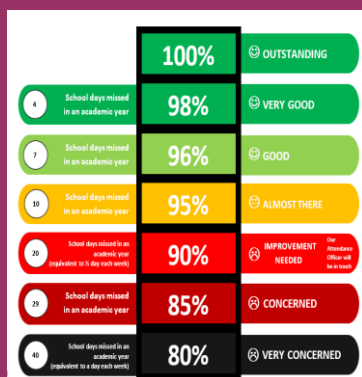 100%
OUTSTANDING
4
School days missed
in an academic year
98%
VERY GOOD
7
School days missed
in an academic year
96%
GOOD
10
School days missed
in an academic year
95%
ALMOST THERE
20
School days missed in an
academic year
(equivalent to ½ day each week)
90%
IMPROVEMENT
NEEDED
Our
Attendance
Officer will
be in touch
29
School days missed
in an academic year
85%
CONCERNED
40
School days missed in an
academic year
(equivalent to a day each week)
80%
VERY CONCERNED